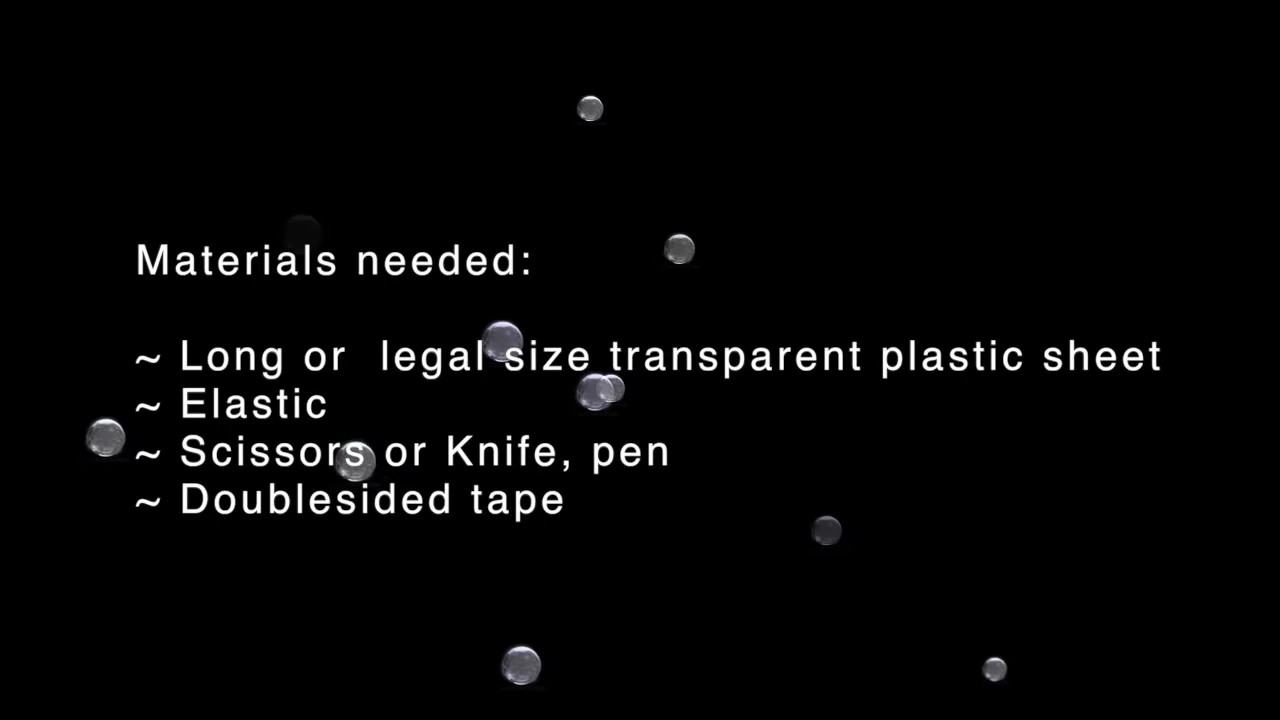 Materials needed:
~ Long or  legal size transparent plastic sheet
~ Elastic
~ Scissors or Knife, pen
~ Doublesided tape